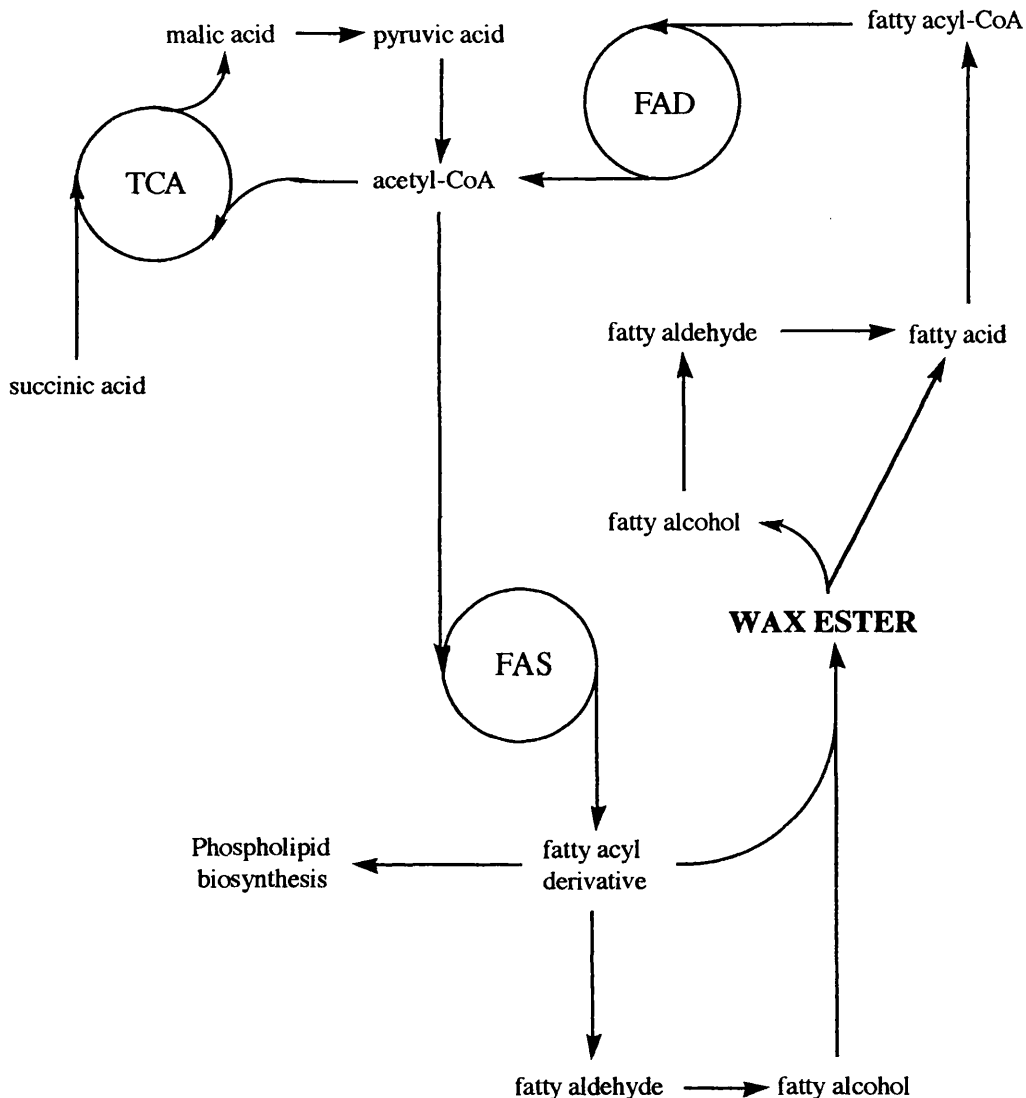 fatty acyl-CoA
malic acid
pyruvic acid
FAD
TCA
acetyl-CoA
fatty aldehyde
fatty acid
succinic acid
fatty alcohol
WAX ESTER
FAS
Phospholipid
biosynthesis
fatty acyl
derivative
fatty aldehyde
fatty alcohol